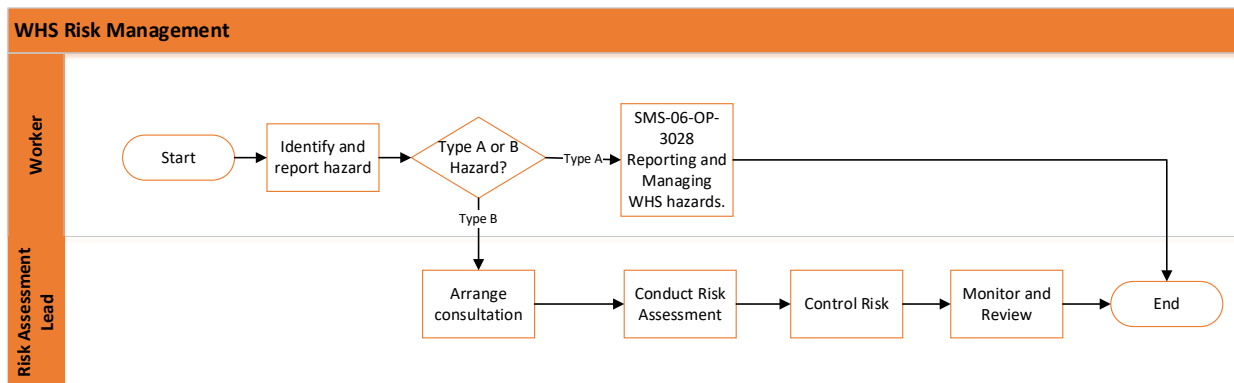 WHS Risk Management
Worker
Start
Identify and
report hazard
Type A or B
Hazard?
Type A
SMS-06-OP-
3028
Reporting and
Managing
WHS hazards.
Type B
Risk Assessment
Lead
Arrange
consultation
Conduct Risk
Assessment
Control Risk
Monitor and
Review
End